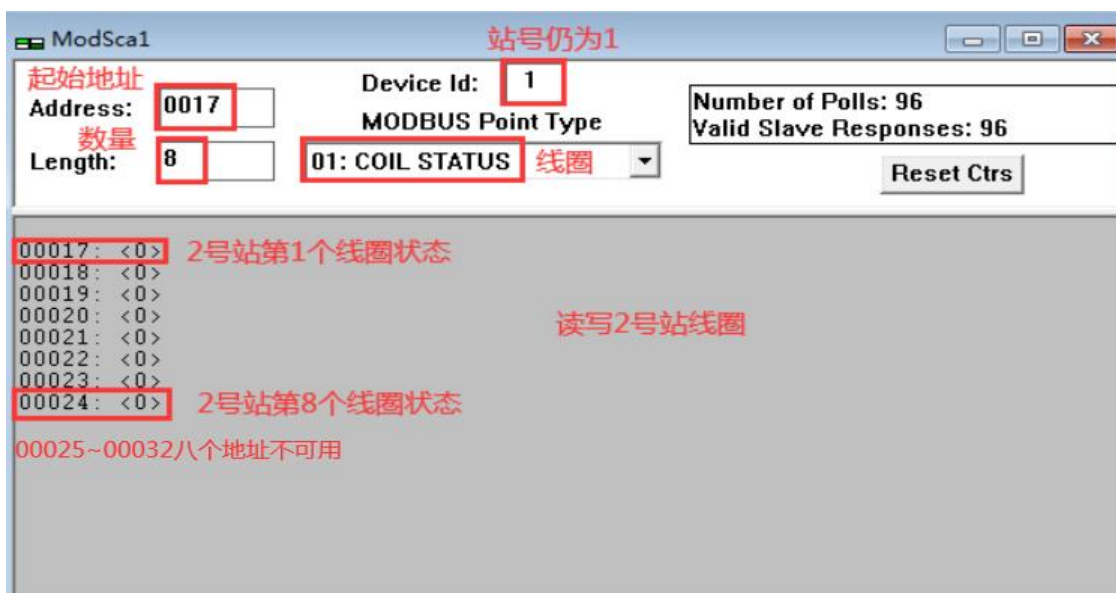 ModSca1
站号仍为1
起始地址
Address: 0017
数量
Length: 8
Device Id: 1
MODBUS Point Type
01: COIL STATUS 线圈
Number of Polls: 96
Valid Slave Responses: 96
Reset Ctrs
00017: <0> 2号站第1个线圈状态
00018: <0>
00019: <0>
00020: <0> 读写2号站线圈
00021: <0>
00022: <0>
00023: <0>
00024: <0> 2号站第8个线圈状态
00025~00032八个地址不可用